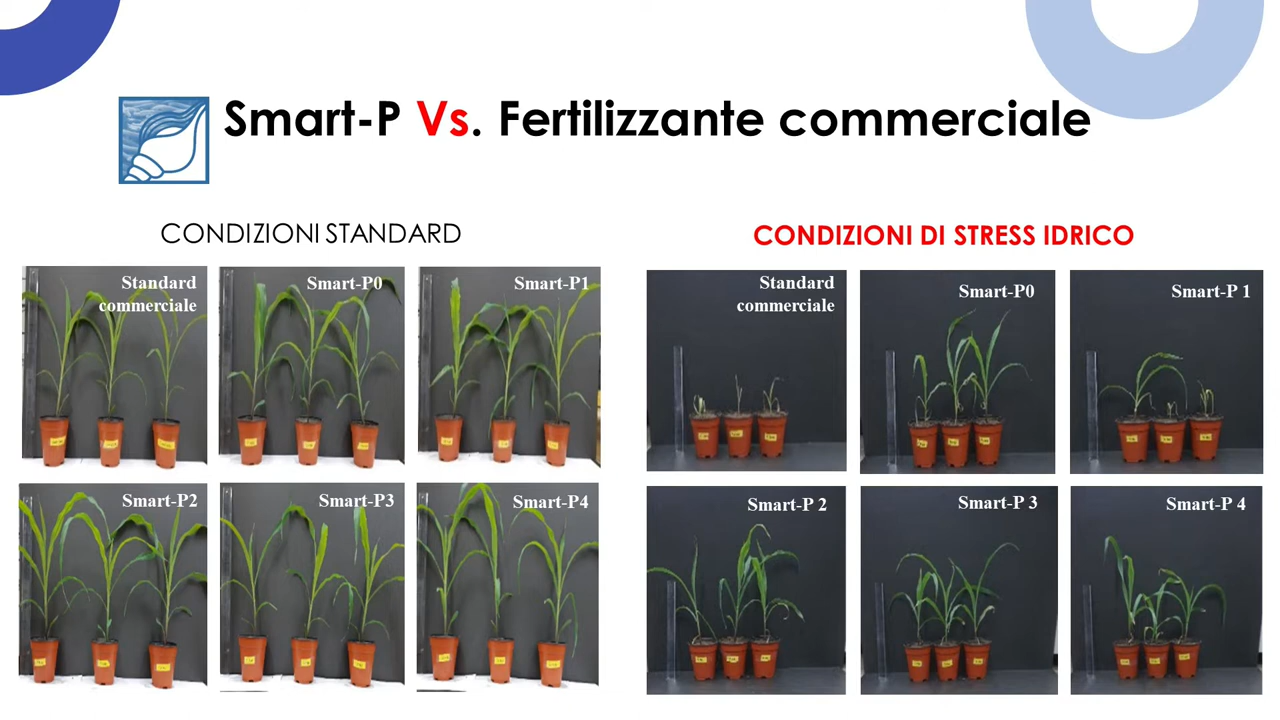 Smart-P Vs. Fertilizzante commerciale
CONDIZIONI STANDARD
Standard
commerciale
Smart-P0
Smart-P1
Smart-P2
Smart-P3
Smart-P4
CONDIZIONI DI STRESS IDRICO
Standard
commerciale
Smart-P0
Smart-P 1
Smart-P 2
Smart-P 3
Smart-P 4